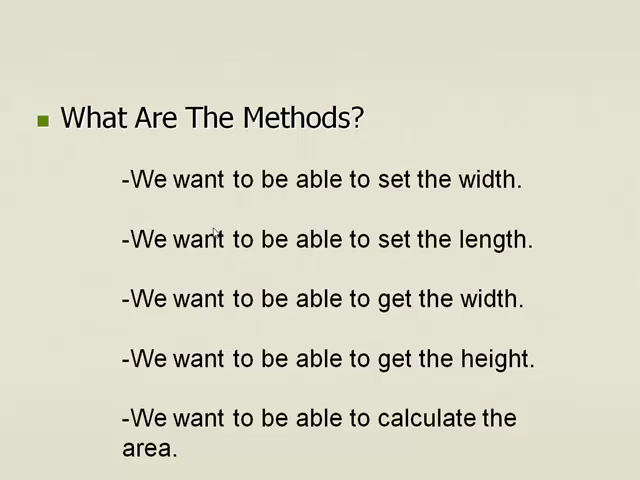 What Are The Methods?
-We want to be able to set the width.
-We want to be able to set the length.
-We want to be able to get the width.
-We want to be able to get the height.
-We want to be able to calculate the
area.